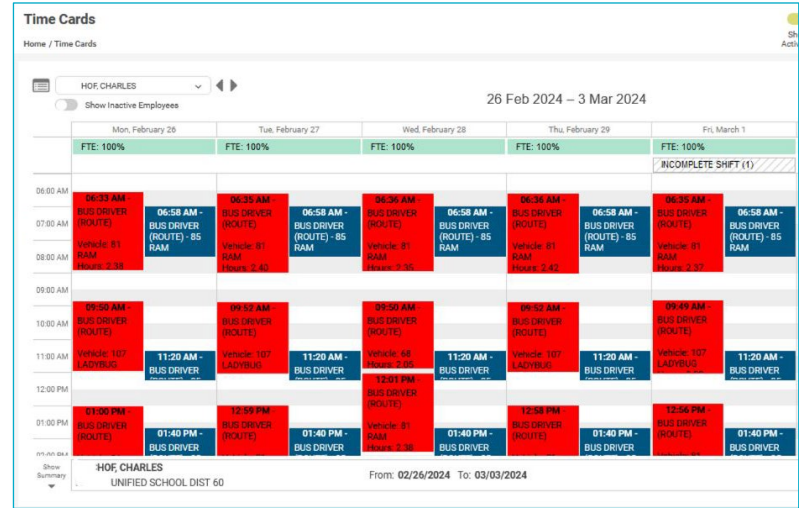 Time Cards
Home / Time Cards
Sh
Activ
HOF, CHARLES
Show Inactive Employees
26 Feb 2024 – 3 Mar 2024
Mon, February 26
Tue, February 27
Wed, February 28
Thu, February 29
Fri, March 1
FTE: 100%
FTE: 100%
FTE: 100%
FTE: 100%
FTE: 100%
INCOMPLETE SHIFT (1)
06:00 AM
07:00 AM
08:00 AM
09:00 AM
10:00 AM
11:00 AM
12:00 PM
01:00 PM
06:33 AM -
BUS DRIVER
(ROUTE)
Vehicle: 81
RAM
Hours: 2.38
06:58 AM -
BUS DRIVER
(ROUTE) - 85
RAM
09:50 AM -
BUS DRIVER
(ROUTE)
Vehicle: 107
LADYBUG
11:20 AM -
BUS DRIVER
01:00 PM -
BUS DRIVER
(ROUTE)
01:40 PM -
BUS DRIVER
06:35 AM -
BUS DRIVER
(ROUTE)
Vehicle: 81
RAM
Hours: 2.40
06:58 AM -
BUS DRIVER
(ROUTE) - 85
RAM
09:52 AM -
BUS DRIVER
(ROUTE)
Vehicle: 107
LADYBUG
11:20 AM -
BUS DRIVER
12:59 PM -
BUS DRIVER
(ROUTE)
01:40 PM -
BUS DRIVER
06:36 AM -
BUS DRIVER
(ROUTE)
Vehicle: 81
RAM
Hours: 2.35
06:58 AM -
BUS DRIVER
(ROUTE) - 85
RAM
09:50 AM -
BUS DRIVER
(ROUTE)
Vehicle: 68
Hours: 2.05
11:20 AM -
BUS DRIVER
12:01 PM -
BUS DRIVER
(ROUTE)
Vehicle: 81
RAM
Hours: 2.38
01:40 PM -
BUS DRIVER
06:36 AM -
BUS DRIVER
(ROUTE)
Vehicle: 81
RAM
Hours: 2.42
06:58 AM -
BUS DRIVER
(ROUTE) - 85
RAM
09:52 AM -
BUS DRIVER
(ROUTE)
Vehicle: 107
LADYBUG
11:20 AM -
BUS DRIVER
12:58 PM -
BUS DRIVER
(ROUTE)
01:40 PM -
BUS DRIVER
06:35 AM -
BUS DRIVER
(ROUTE)
Vehicle: 81
RAM
Hours: 2.37
06:58 AM -
BUS DRIVER
(ROUTE) - 85
RAM
09:49 AM -
BUS DRIVER
(ROUTE)
Vehicle: 107
LADYBUG
11:20 AM -
BUS DRIVER
12:56 PM -
BUS DRIVER
(ROUTE)
01:40 PM -
BUS DRIVER
Show
Summary
HOF, CHARLES
UNIFIED SCHOOL DIST 60
From: 02/26/2024 To: 03/03/2024